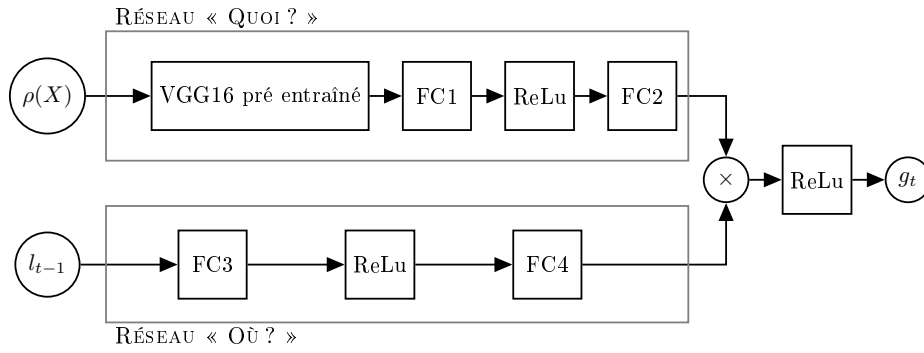 Réseau « Quoi ? »
ρ(X) VGG16 pré entraîné FC1 ReLu FC2
× ReLu g_t
l_{t−1} FC3 ReLu FC4
Réseau « Où ? »